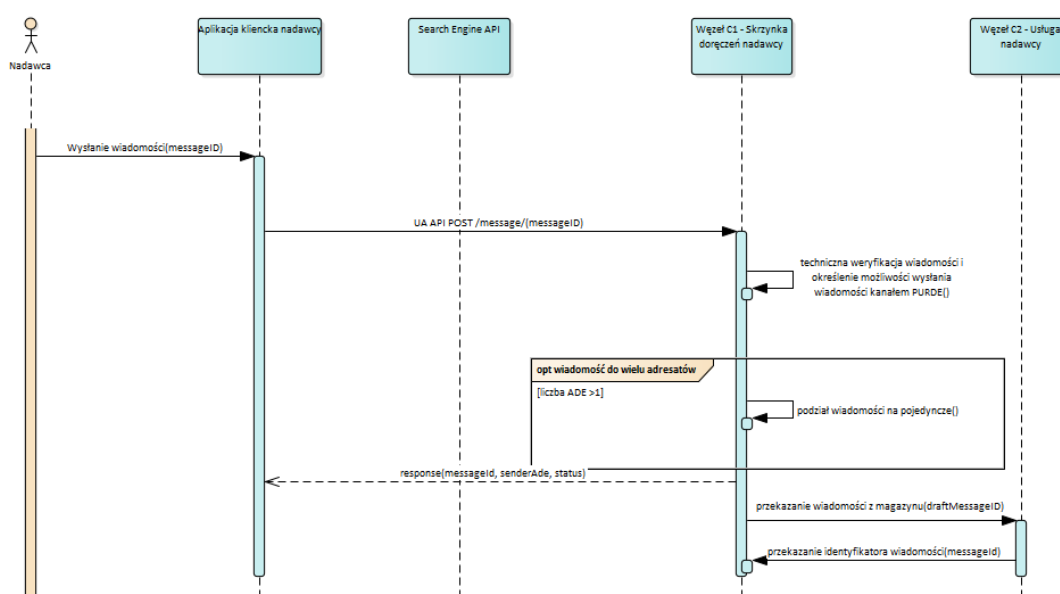 Nadawca
Aplikacja kliencka nadawcy
Search Engine API
Węzeł C1 - Skrzynka
doręczeń nadawcy
Węzeł C2 - Usługa
nadawcy
Wysłanie wiadomości(messageID)
UA API POST /message/(messageID)
techniczna weryfikacja wiadomości i
określenie możliwości wysłania
wiadomości kanałem PURDE()
opt wiadomość do wielu adresatów
[liczba ADE >1]
podział wiadomości na pojedyncze()
response(messageId, senderAde, status)
przekazanie wiadomości z magazynu(draftMessageID)
przekazanie identyfikatora wiadomości(messageId)